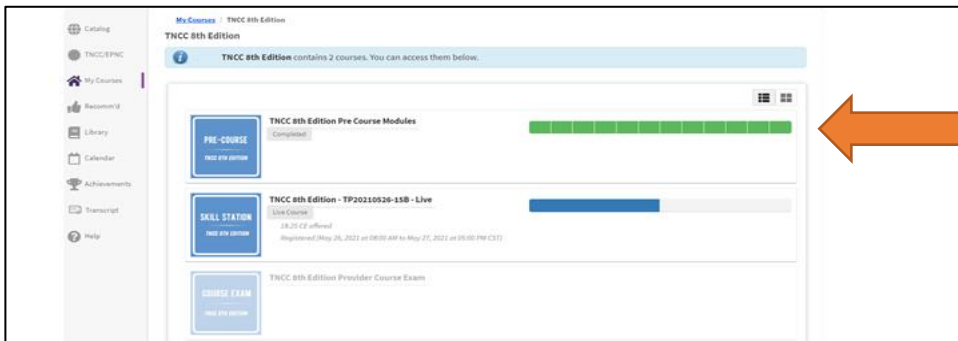 My Courses / TNCC 8th Edition
TNCC 8th Edition
Catalog
TNCC/EPNC
My Courses
Recomm'd
Library
Calendar
Achievements
Transcript
Help
TNCC 8th Edition contains 2 courses. You can access them below.
PRE-COURSE
TNCC 8TH EDITION
TNCC 8th Edition Pre Course Modules
Completed
SKILL STATION
TNCC 8TH EDITION
TNCC 8th Edition - TP20210526-15B - Live
Live Course
18.25 CE offered
Registered (May 26, 2021 at 08:00 AM to May 27, 2021 at 05:00 PM CST)
COURSE EXAM
TNCC 8TH EDITION
TNCC 8th Edition Provider Course Exam